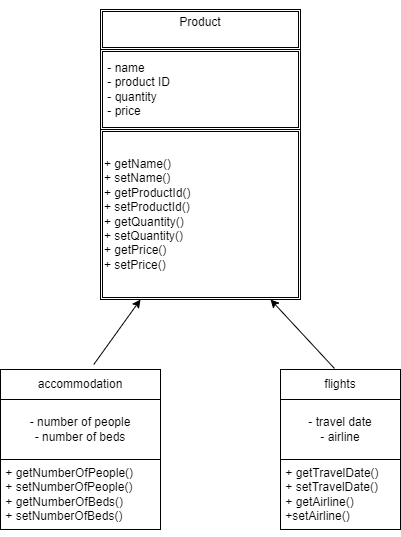 Product
- name
- product ID
- quantity
- price
+ getName()
+ setName()
+ getProductId()
+ setProductId()
+ getQuantity()
+ setQuantity()
+ getPrice()
+ setPrice()
accommodation
- number of people
- number of beds
+ getNumberOfPeople()
+ setNumberOfPeople()
+ getNumberOfBeds()
+ setNumberOfBeds()
flights
- travel date
- airline
+ getTravelDate()
+ setTravelDate()
+ getAirline()
+setAirline()